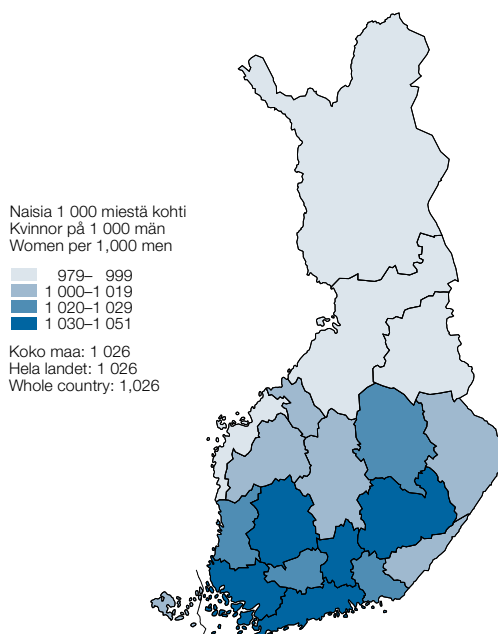 Naisia 1 000 miestä kohti
Kvinnor på 1 000 män
Women per 1,000 men
979– 999
1 000–1 019
1 020–1 029
1 030–1 051
Koko maa: 1 026
Hela landet: 1 026
Whole country: 1,026